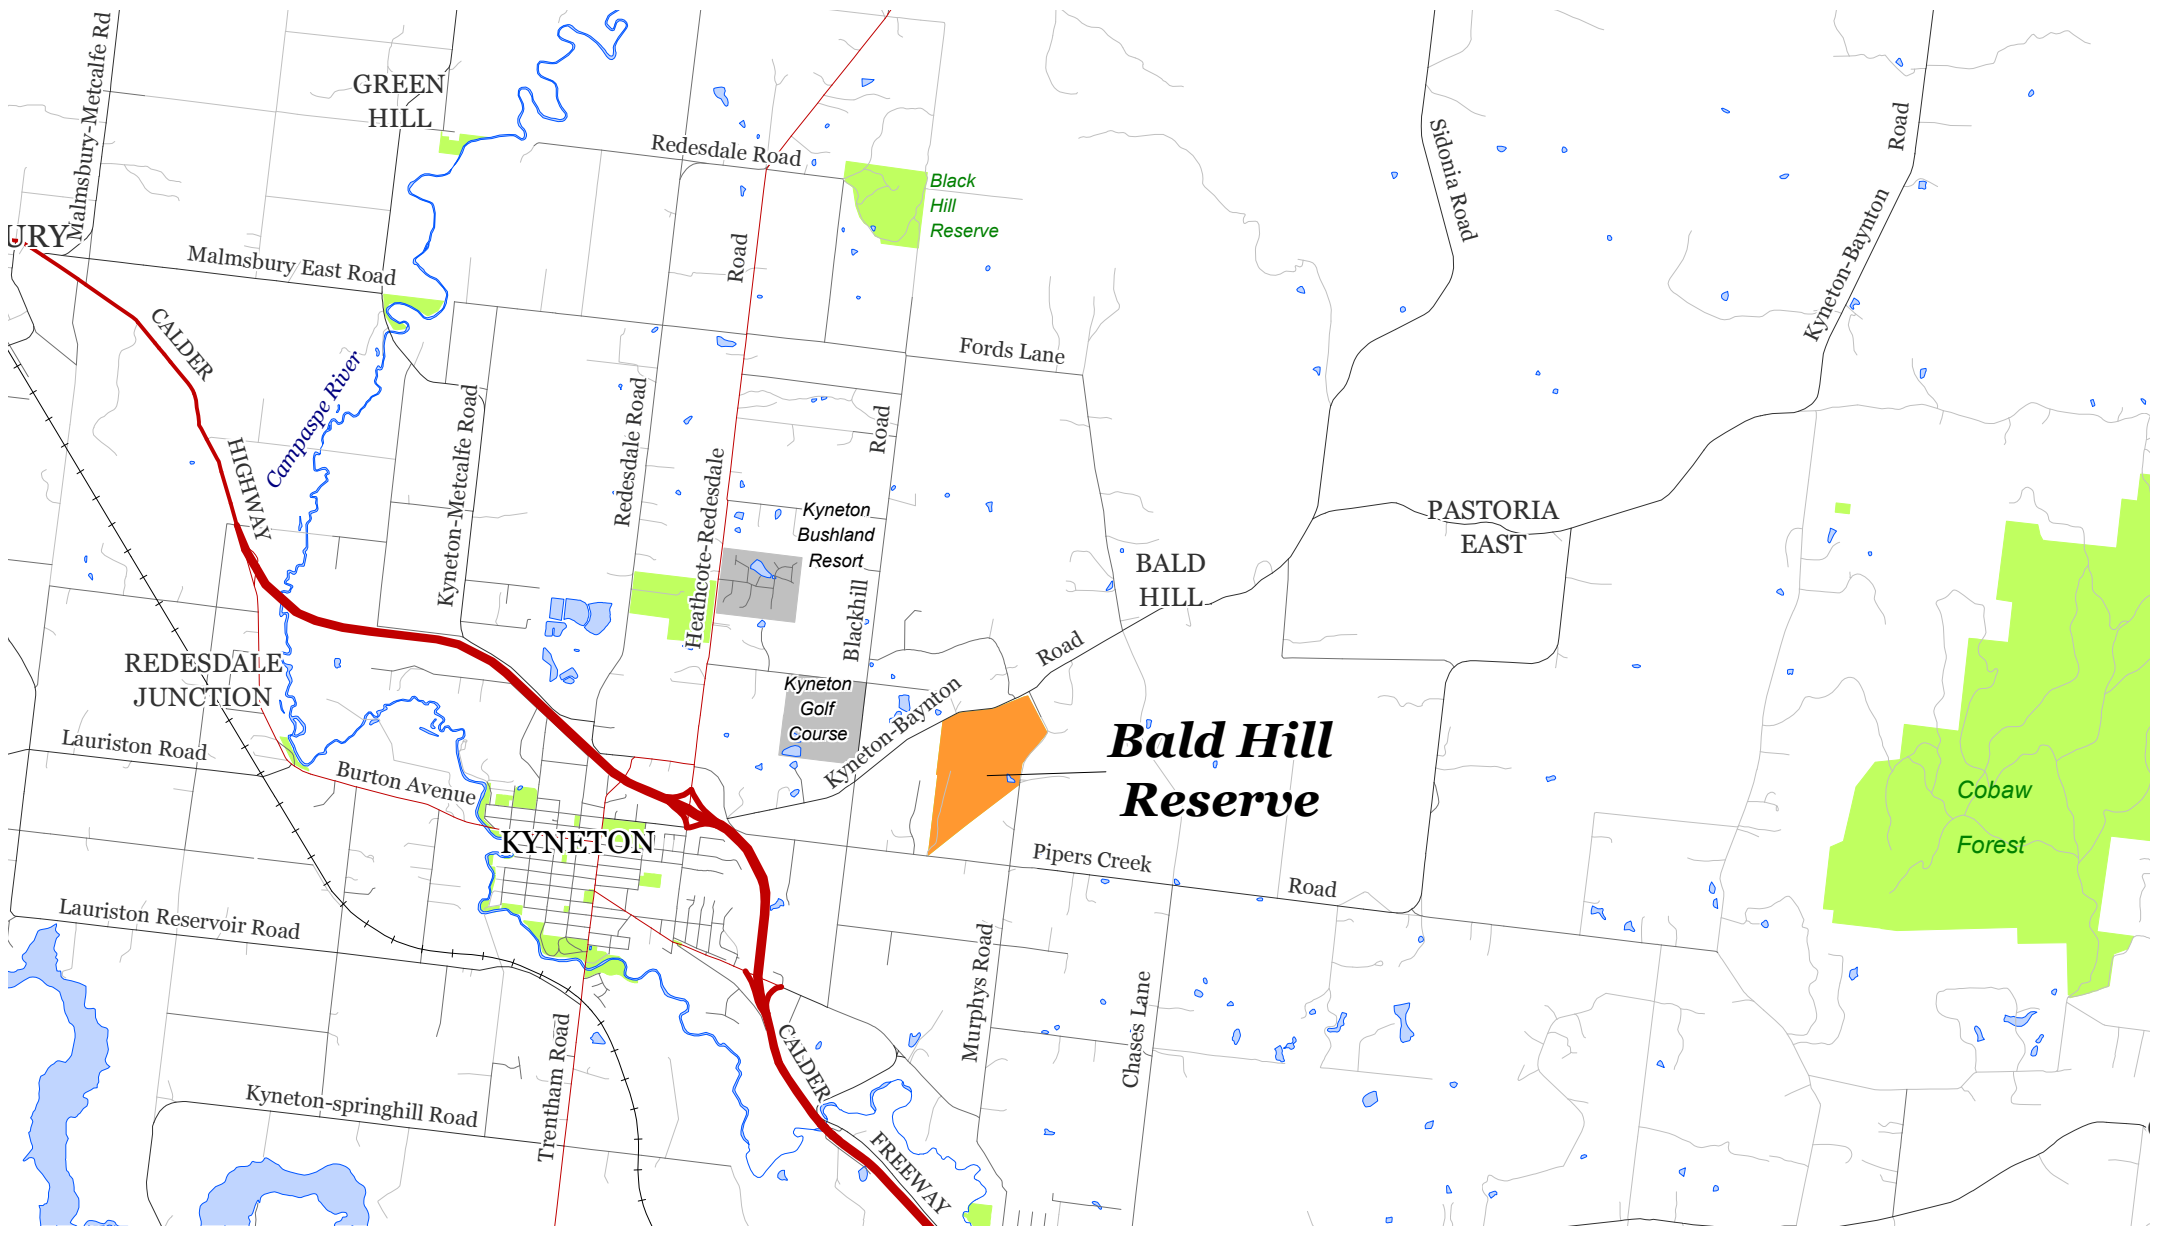 Malmsbury-Metcalfe Rd
GREEN
HILL
Redesdale Road
Black
Hill
Reserve
Sidonia Road
Road
Kyneton-Baynton
URY
Malmsbury East Road
Road
CALDER
HIGHWAY
Campaspe River
Fords Lane
Kyneton-Metcalfe Road
Redesdale Road
Heathcote-Redesdale
Road
Blackhill
Kyneton
Bushland
Resort
PASTORIA
EAST
BALD
HILL
Road
Kyneton-Baynton
REDESDALE
JUNCTION
Kyneton
Golf
Course
Bald Hill
Reserve
Lauriston Road
Burton Avenue
KYNETON
Cobaw
Forest
Pipers Creek
Road
Lauriston Reservoir Road
Murphys Road
Chases Lane
Trentham Road
CALDER
FREEWAY
Kyneton-springhill Road